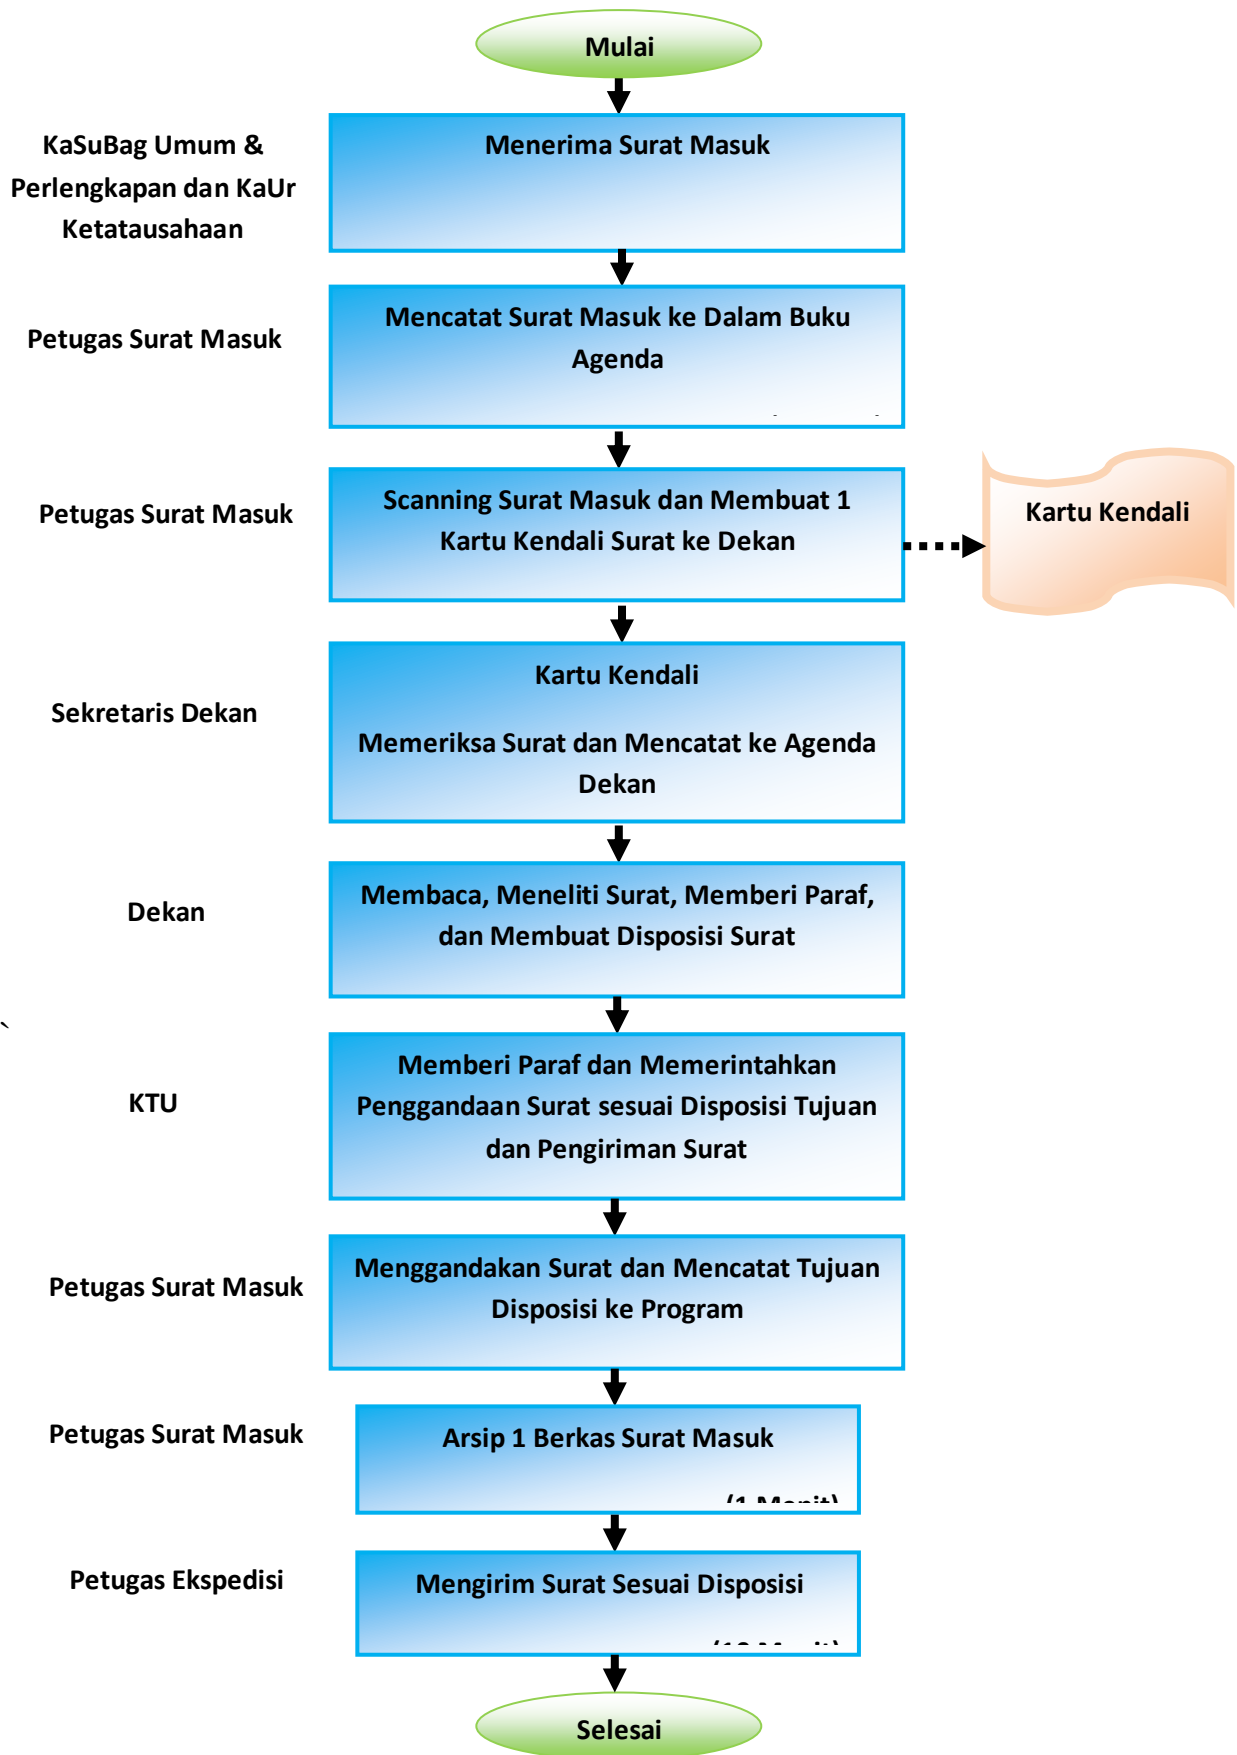 Mulai
KaSuBag Umum &
Perlengkapan dan KaUr
Ketatausahaan
Menerima Surat Masuk
Petugas Surat Masuk
Mencatat Surat Masuk ke Dalam Buku
Agenda
Petugas Surat Masuk
Scanning Surat Masuk dan Membuat 1
Kartu Kendali Surat ke Dekan
Kartu Kendali
Sekretaris Dekan
Kartu Kendali
Memeriksa Surat dan Mencatat ke Agenda
Dekan
Dekan
Membaca, Meneliti Surat, Memberi Paraf,
dan Membuat Disposisi Surat
`
KTU
Memberi Paraf dan Memerintahkan
Penggandaan Surat sesuai Disposisi Tujuan
dan Pengiriman Surat
Petugas Surat Masuk
Menggandakan Surat dan Mencatat Tujuan
Disposisi ke Program
Petugas Surat Masuk
Arsip 1 Berkas Surat Masuk
(1 Menit)
Petugas Ekspedisi
Mengirim Surat Sesuai Disposisi
Selesai